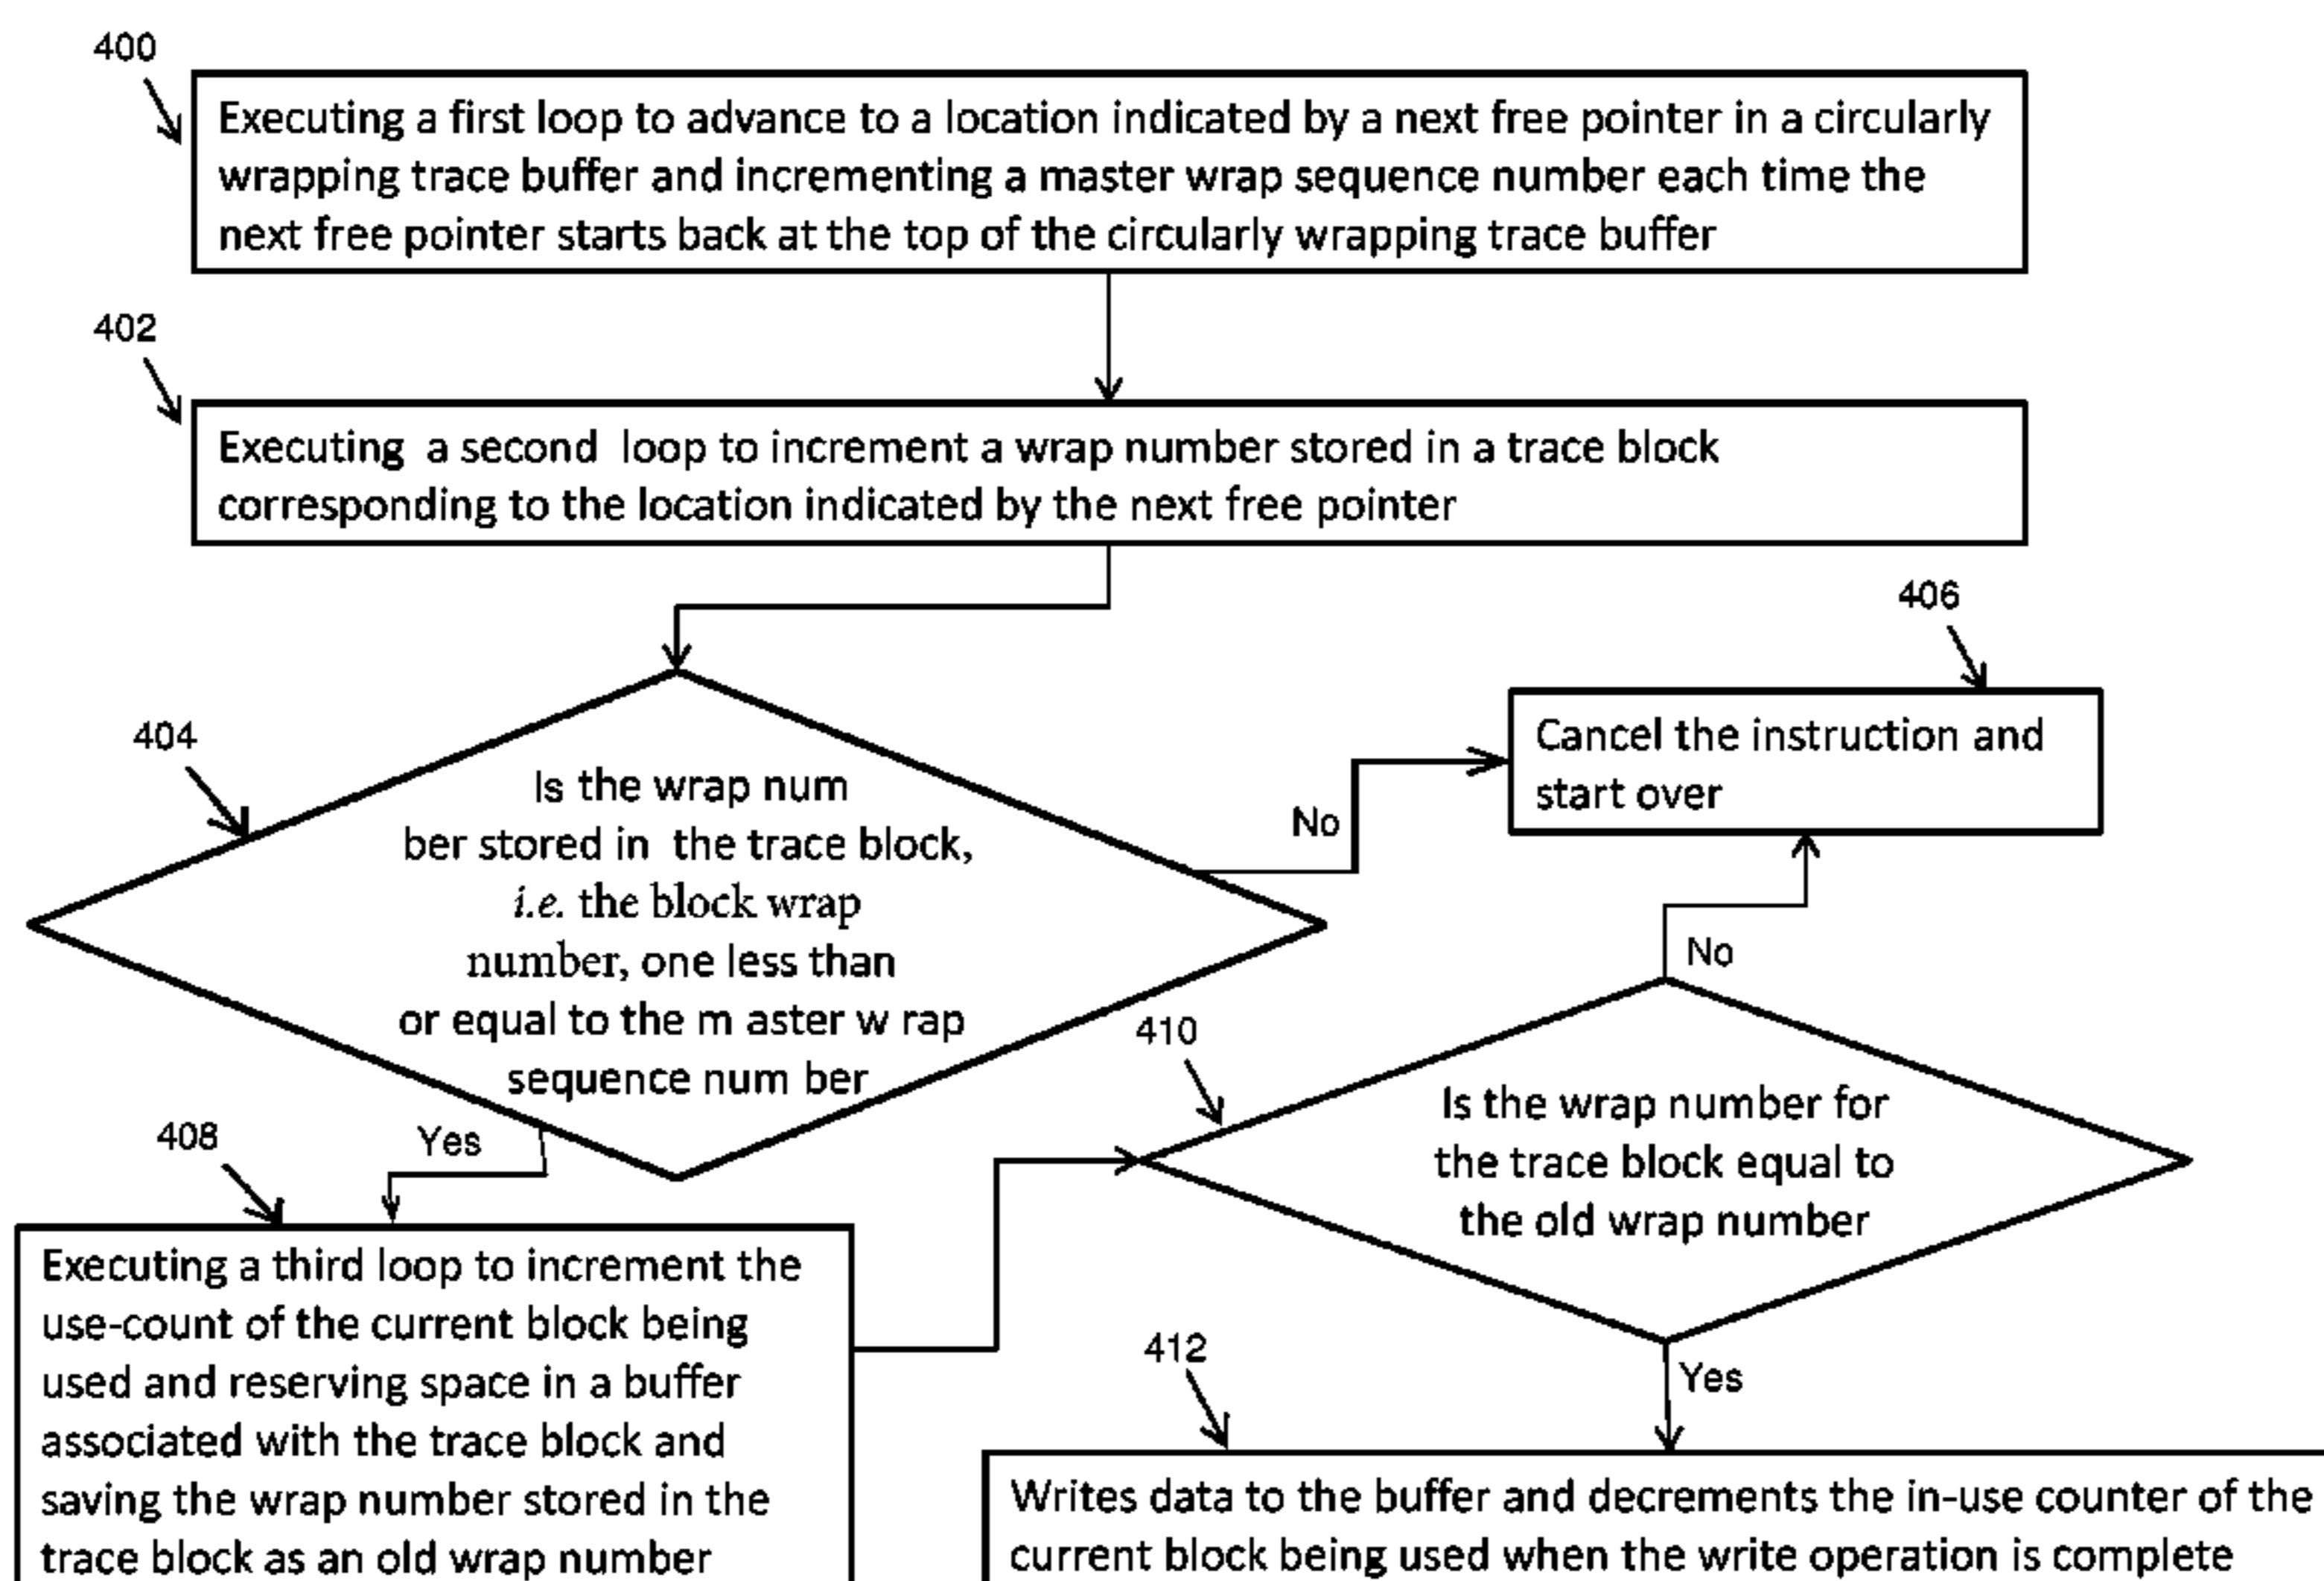 400
Executing a first loop to advance to a location indicated by a next free pointer in a circularly
wrapping trace buffer and incrementing a master wrap sequence number each time the
next free pointer starts back at the top of the circularly wrapping trace buffer
402
Executing a second loop to increment a wrap number stored in a trace block
corresponding to the location indicated by the next free pointer
406
Cancel the instruction and
start over
404
Is the wrap num
ber stored in the trace block,
i.e. the block wrap
number, one less than
or equal to the m aster w rap
sequence num ber
No
No
410
Is the wrap number for
the trace block equal to
the old wrap number
408
Yes
Executing a third loop to increment the
use-count of the current block being
used and reserving space in a buffer
associated with the trace block and
saving the wrap number stored in the
trace block as an old wrap number
412
Yes
Writes data to the buffer and decrements the in-use counter of the
current block being used when the write operation is complete